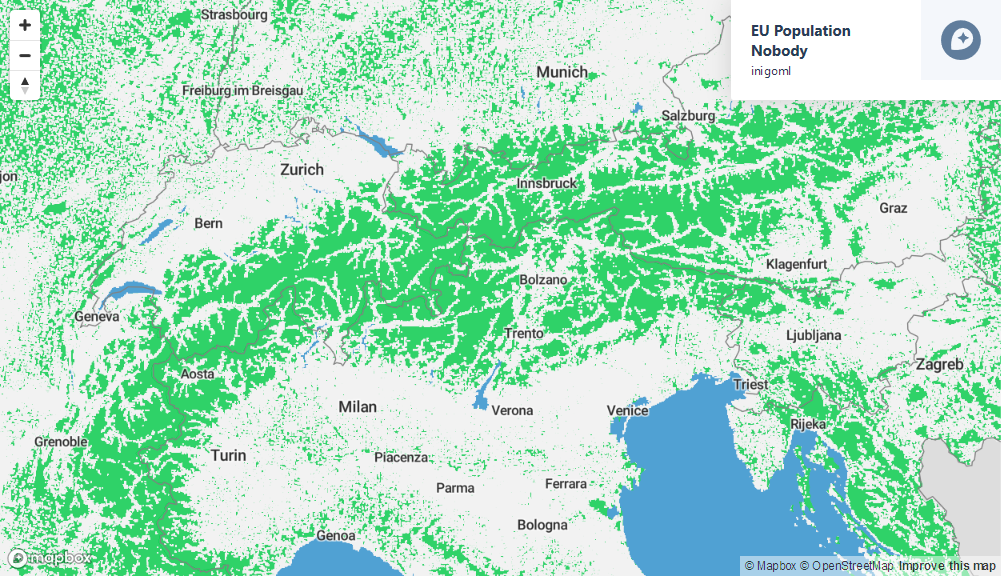 Strasbourg
EU Population
Nobody
inigoml
Munich
Freiburg im Breisgau
Salzburg
Zurich
jon
Innsbruck
Graz
Bern
Klagenfurt
Bolzano
Geneva
Trento
Ljubljana
Zagreb
Aosta
Triest
Milan
Verona
Venice
Rijeka
Grenoble
Turin
Piacenza
Parma
Ferrara
Bologna
Genoa
mapbox
© Mapbox © OpenStreetMap Improve this map